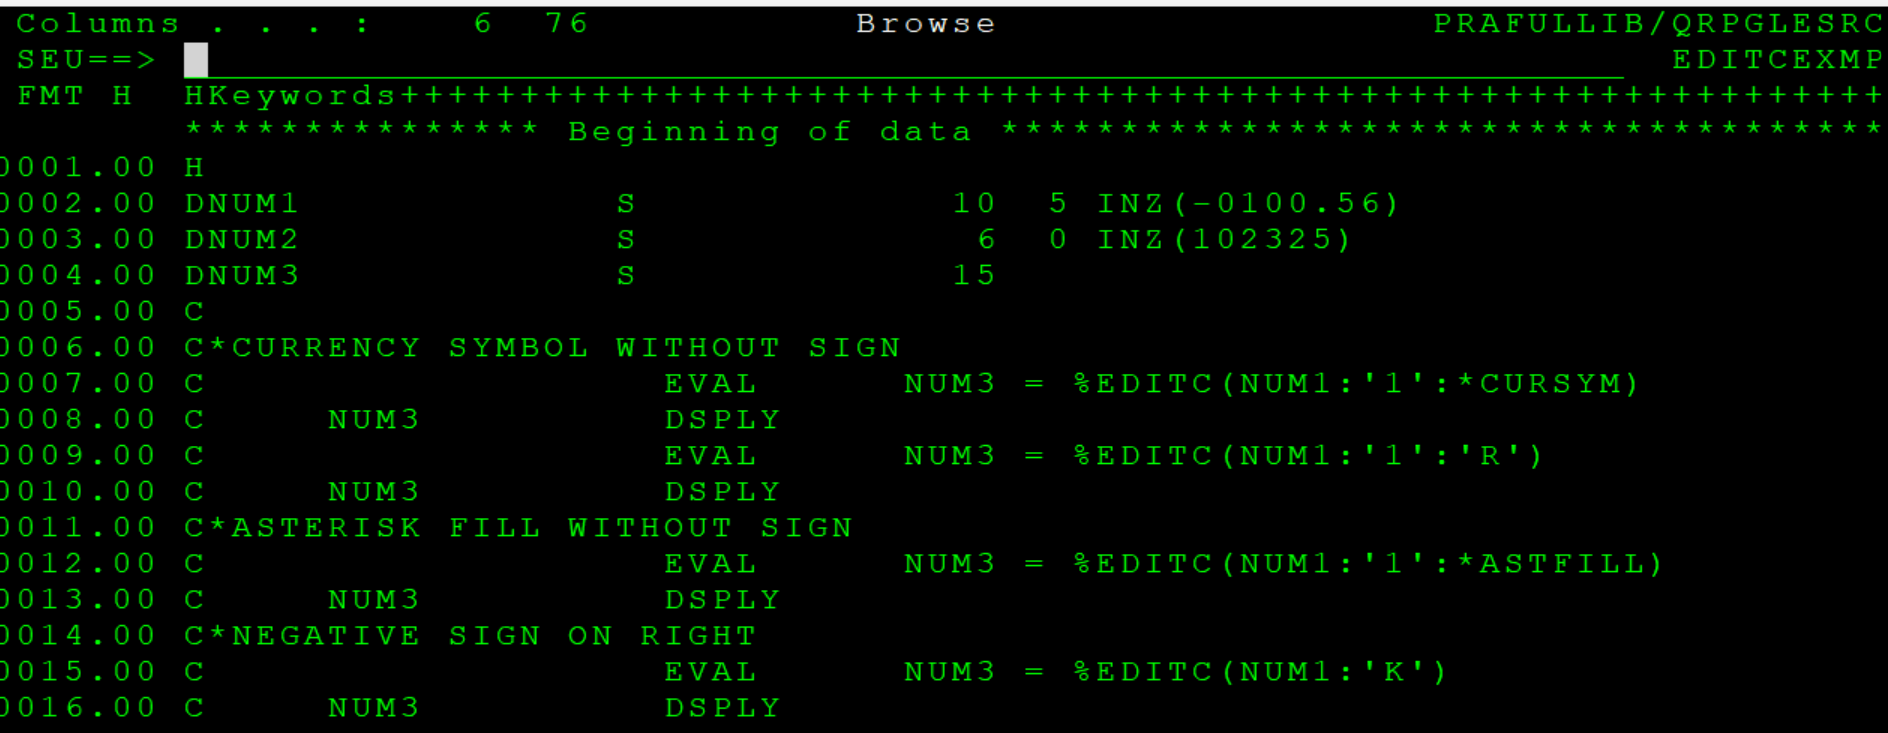 Columns . . . :    6  76          Browse                  PRAFULLIB/QRPGLESRC
SEU==>                                                              EDITCEXMP
FMT H  HKeywords++++++++++++++++++++++++++++++++++++++++++++++++++++++++++++++
       *************** Beginning of data *************************************
0001.00 H
0002.00 DNUM1             S             10  5 INZ(-0100.56)
0003.00 DNUM2             S              6  0 INZ(102325)
0004.00 DNUM3             S             15
0005.00 C
0006.00 C*CURRENCY SYMBOL WITHOUT SIGN
0007.00 C                   EVAL      NUM3 = %EDITC(NUM1:'1':*CURSYM)
0008.00 C     NUM3          DSPLY
0009.00 C                   EVAL      NUM3 = %EDITC(NUM1:'1':'R')
0010.00 C     NUM3          DSPLY
0011.00 C*ASTERISK FILL WITHOUT SIGN
0012.00 C                   EVAL      NUM3 = %EDITC(NUM1:'1':*ASTFILL)
0013.00 C     NUM3          DSPLY
0014.00 C*NEGATIVE SIGN ON RIGHT
0015.00 C                   EVAL      NUM3 = %EDITC(NUM1:'K')
0016.00 C     NUM3          DSPLY